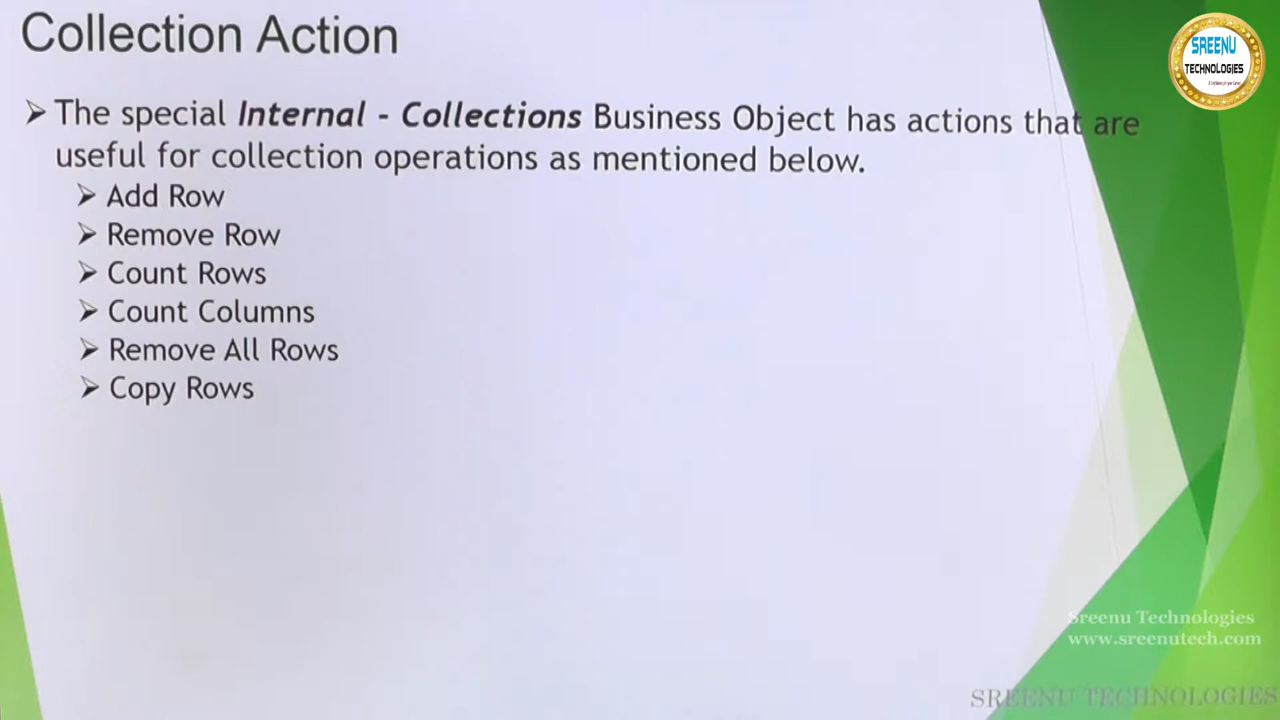 Collection Action
SREENU
TECHNOLOGIES
➢ The special Internal - Collections Business Object has actions that are
useful for collection operations as mentioned below.
➢ Add Row
➢ Remove Row
➢ Count Rows
➢ Count Columns
➢ Remove All Rows
➢ Copy Rows
Sreenu Technologies
www.sreenutech.com
SREENU TECHNOLOGIES